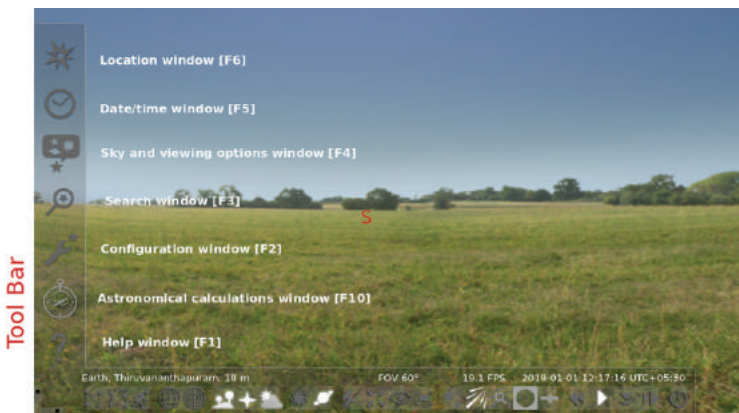 Location window [F6]
Date/time window [F5]
Sky and viewing options window [F4]
Search window [F3]
S
Configuration window [F2]
Astronomical calculations window [F10]
Help window [F1]
Tool Bar
Earth, Thiruvananthapuram, 10 m FOV 60° 19.1 FPS 2019-01-01 12:17:16 UTC+05:30